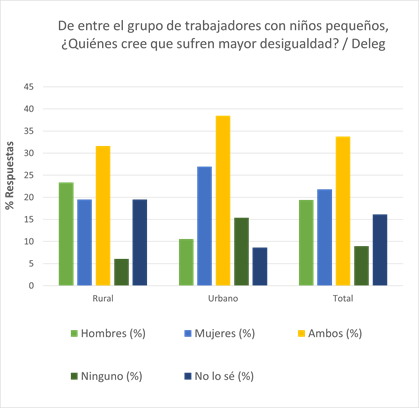 De entre el grupo de trabajadores con niños pequeños,
¿Quiénes cree que sufren mayor desigualdad? / Deleg
45
40
35
30
25
20
15
10
5
0
% Respuestas
Rural Urbano Total
Hombres (%) Mujeres (%) Ambos (%)
Ninguno (%) No lo sé (%)